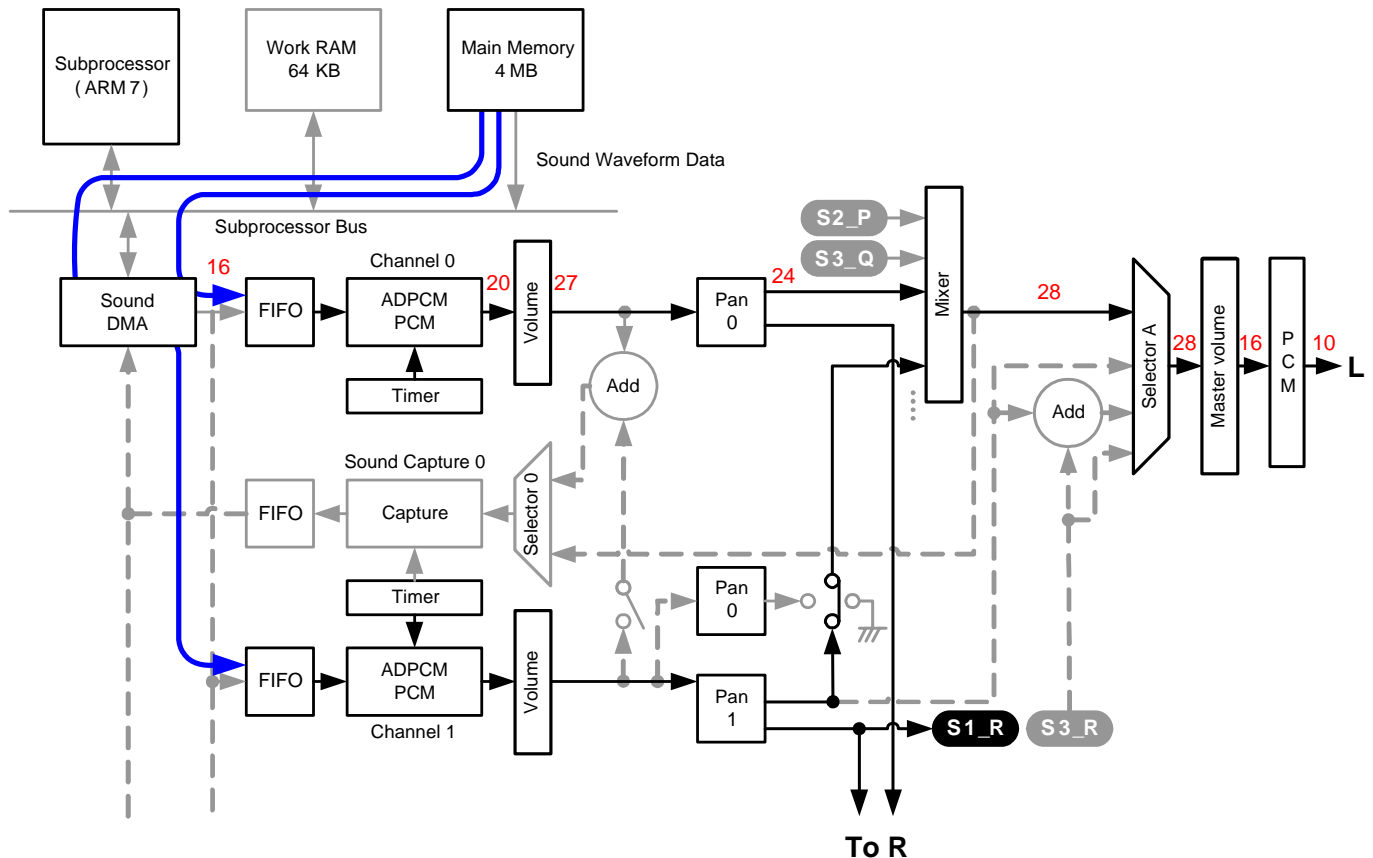 Subprocessor
( ARM 7 )
Work RAM
64 KB
Main Memory
4 MB
Sound Waveform Data
Subprocessor Bus
S2_P
S3_Q
Channel 0
16
20
27
24
28
Sound
DMA
FIFO
ADPCM
PCM
Volume
Pan
0
Mixer
Selector A
28
Master volume
16
P
C
M
10
L
Timer
Add
Add
Sound Capture 0
FIFO
Capture
Selector 0
Timer
Pan
0
FIFO
ADPCM
PCM
Volume
Channel 1
Pan
1
S1_R
S3_R
To R